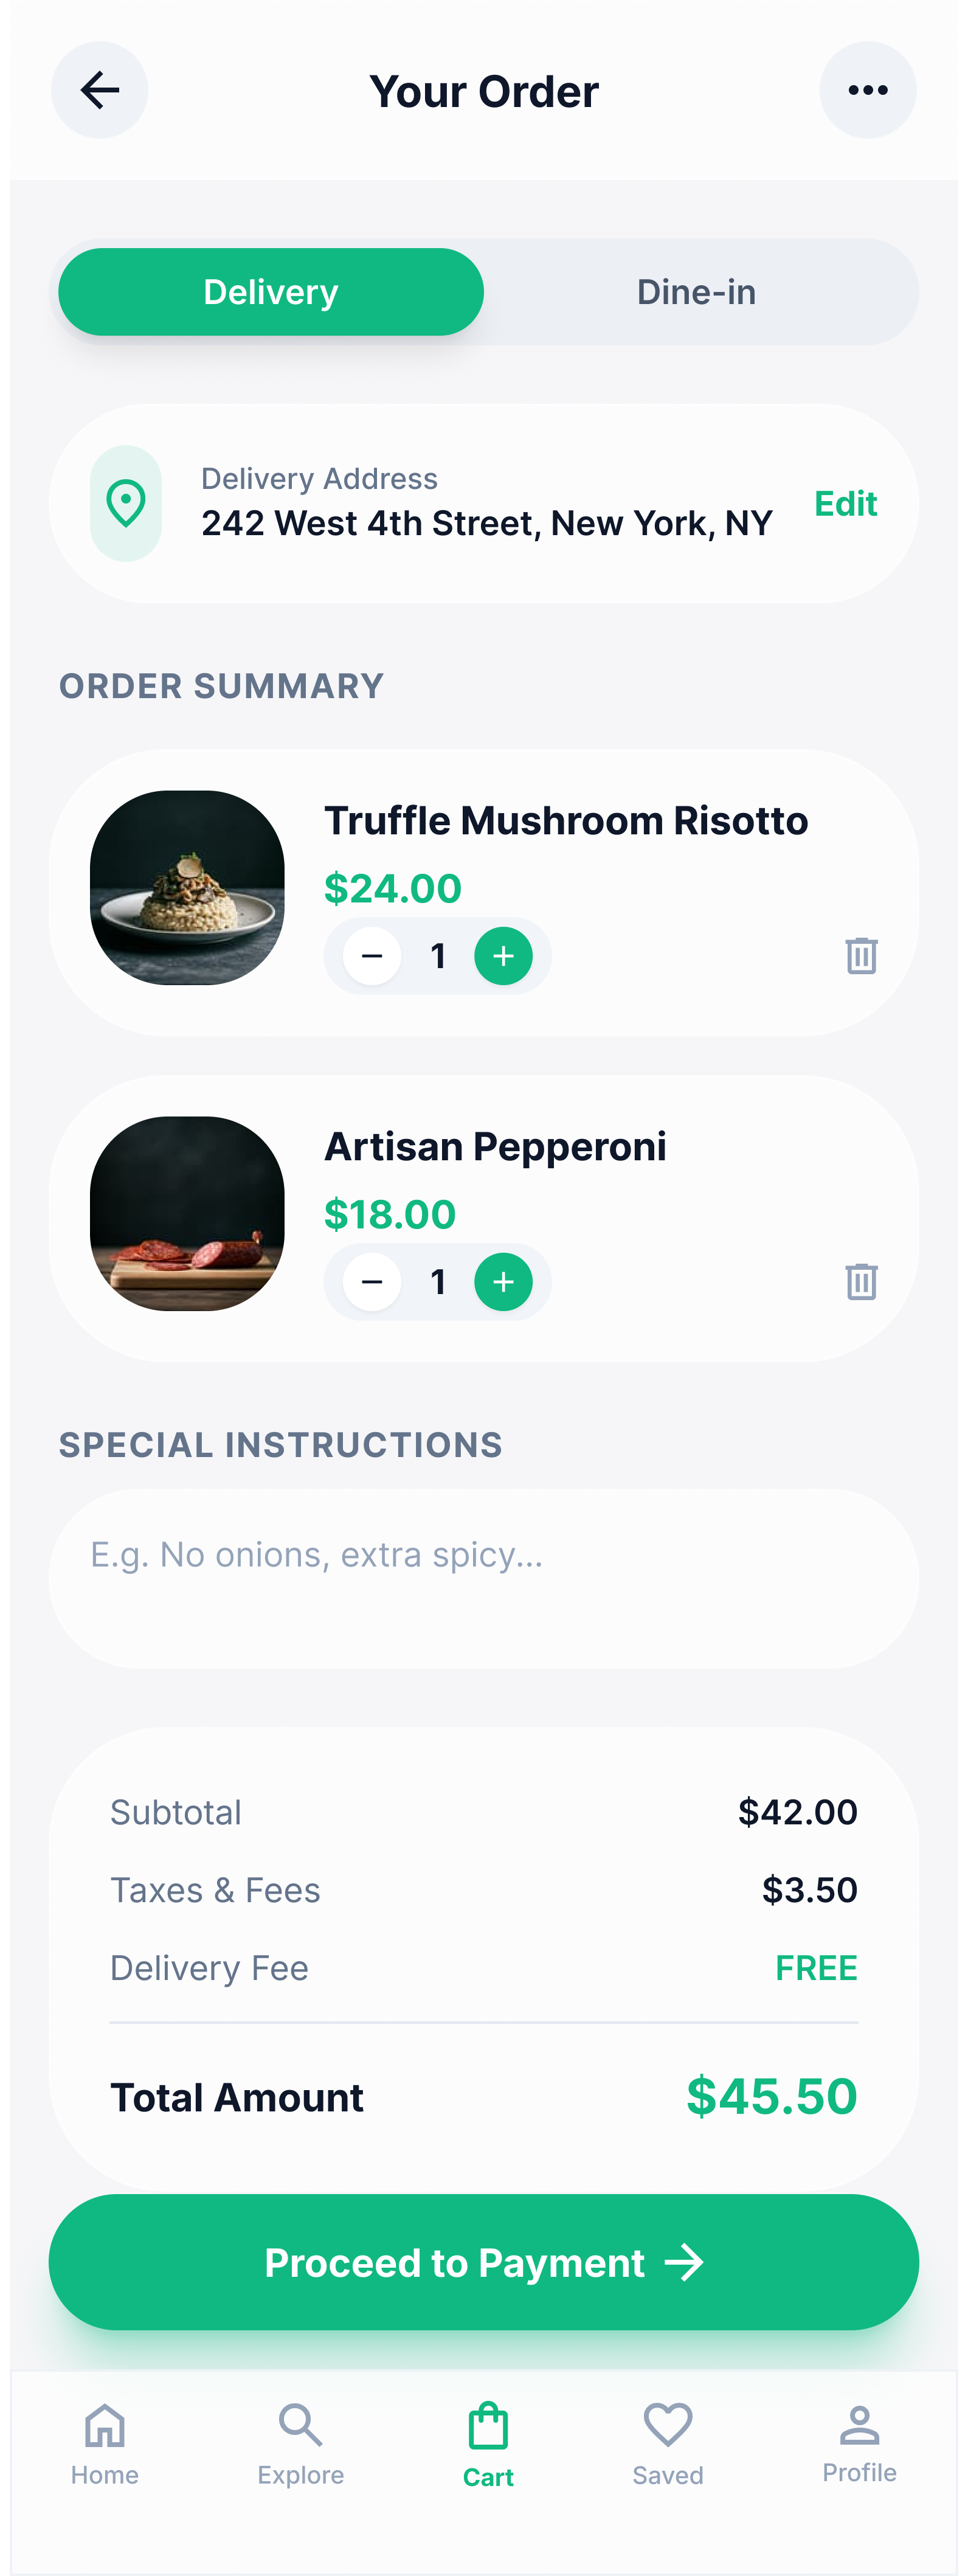 Your Order
Delivery
Dine-in
Delivery Address
242 West 4th Street, New York, NY
Edit
ORDER SUMMARY
Truffle Mushroom Risotto
$24.00
1
Artisan Pepperoni
$18.00
1
SPECIAL INSTRUCTIONS
E.g. No onions, extra spicy...
Subtotal $42.00
Taxes & Fees $3.50
Delivery Fee FREE
Total Amount $45.50
Proceed to Payment
Home Explore Cart Saved Profile